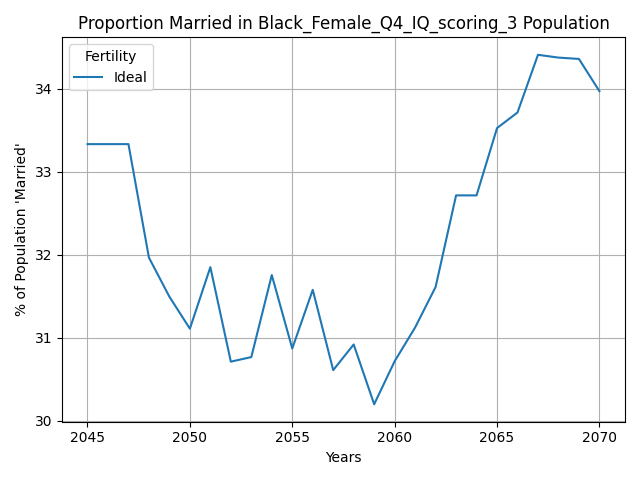 Proportion Married in Black_Female_Q4_IQ_scoring_3 Population
Fertility
Ideal
% of Population 'Married'
34
33
32
31
30
2045 2050 2055 2060 2065 2070
Years